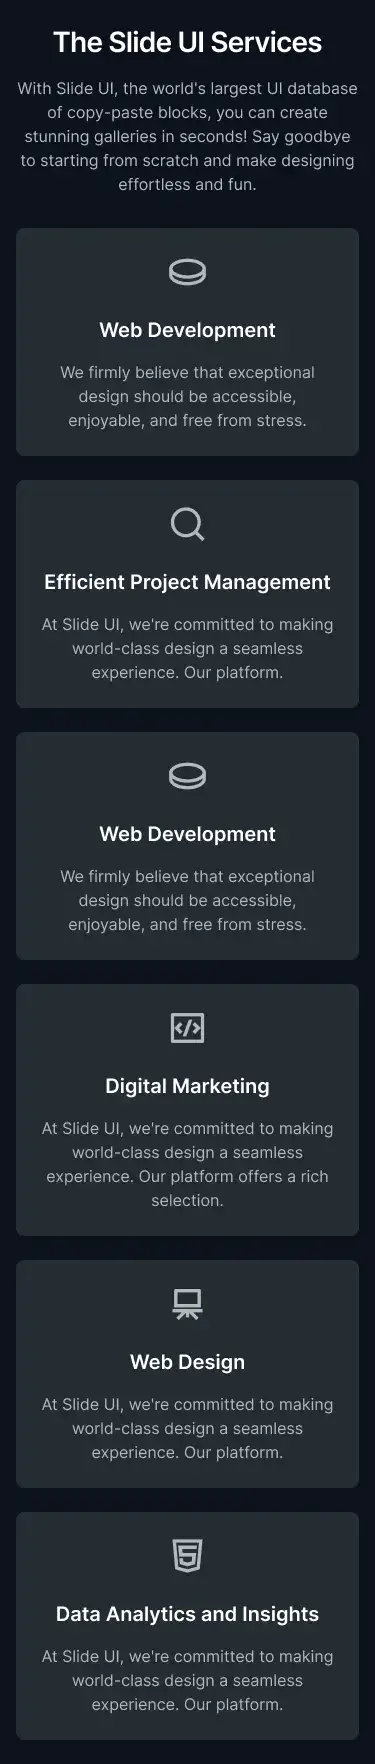 The Slide UI Services
With Slide UI, the world's largest UI database
of copy-paste blocks, you can create
stunning galleries in seconds! Say goodbye
to starting from scratch and make designing
effortless and fun.
Web Development
We firmly believe that exceptional
design should be accessible,
enjoyable, and free from stress.
Efficient Project Management
At Slide UI, we're committed to making
world-class design a seamless
experience. Our platform.
Web Development
We firmly believe that exceptional
design should be accessible,
enjoyable, and free from stress.
Digital Marketing
At Slide UI, we're committed to making
world-class design a seamless
experience. Our platform offers a rich
selection.
Web Design
At Slide UI, we're committed to making
world-class design a seamless
experience. Our platform.
Data Analytics and Insights
At Slide UI, we're committed to making
world-class design a seamless
experience. Our platform.